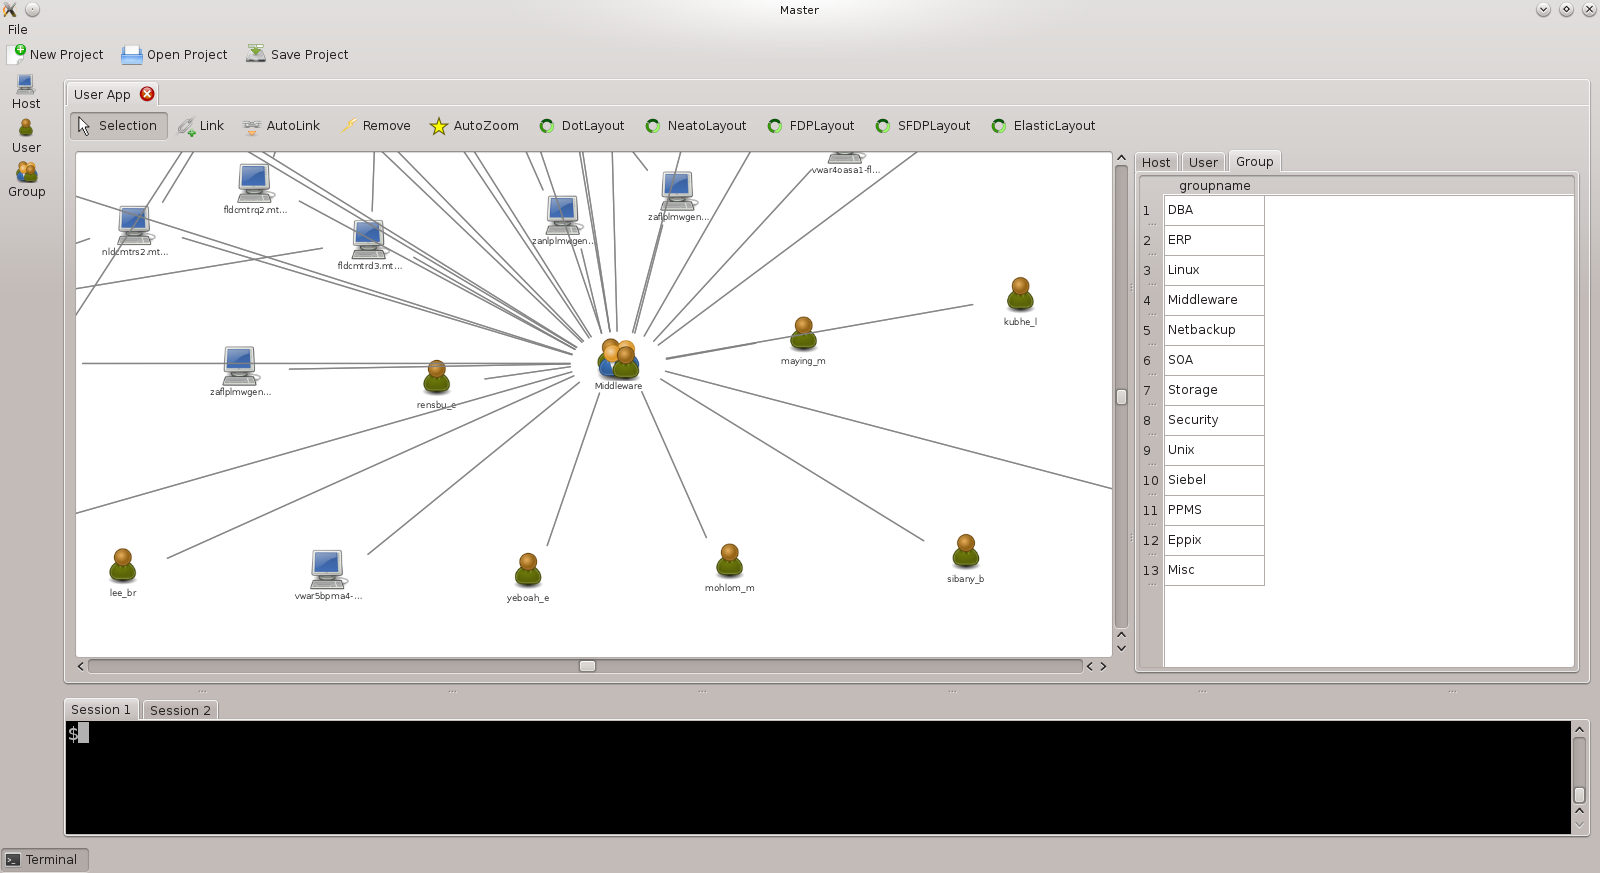 Master
File
New Project Open Project Save Project
Host
User
Group
User App
Selection Link AutoLink Remove AutoZoom DotLayout NeatoLayout FDPLayout SFDPLayout ElasticLayout
vwar4oasa1-fl...
fldcmtrq2.mt...
zaflplmwgen...
zanlplmwgen...
nldcmtrs2.mt...
fldcmtrd3.mt...
kubhe_l
maying_m
Middleware
zaflplmwgen...
rensbu_c
lee_br
vwar5bpma4-...
yeboah_e
mohlom_m
sibany_b
Host User Group
groupname
1 DBA
2 ERP
3 Linux
4 Middleware
5 Netbackup
6 SOA
7 Storage
8 Security
9 Unix
10 Siebel
11 PPMS
12 Eppix
13 Misc
Session 1 Session 2
$
Terminal